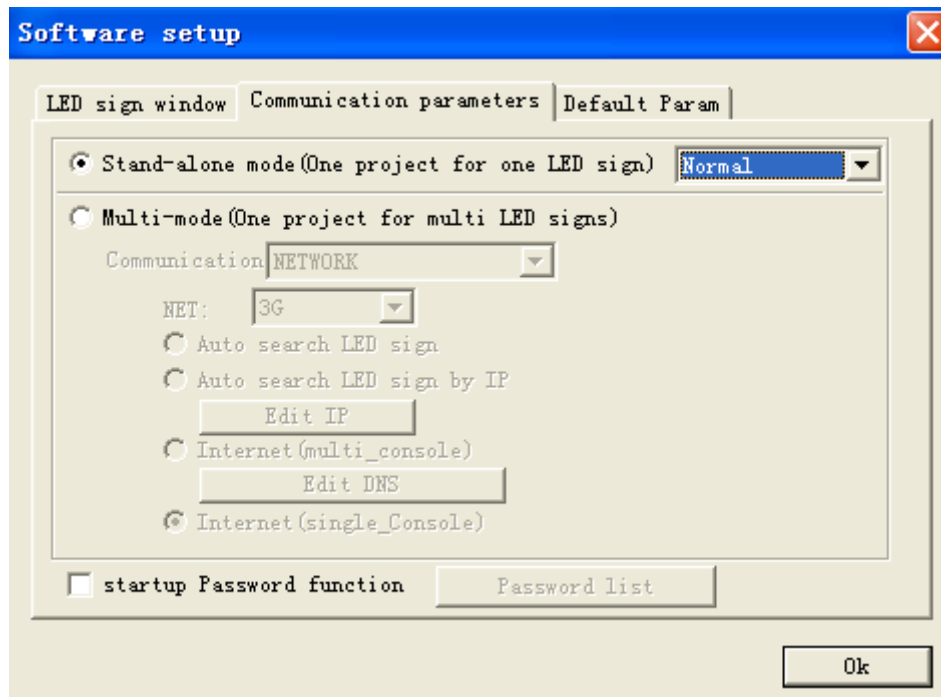 Software setup
LED sign window Communication parameters Default Param
Stand-alone mode(One project for one LED sign) Normal
Multi-mode(One project for multi LED signs)
Communication NETWORK
NET: 3G
Auto search LED sign
Auto search LED sign by IP
Edit IP
Internet(multi_console)
Edit DNS
Internet(single_Console)
startup Password function Password list
Ok